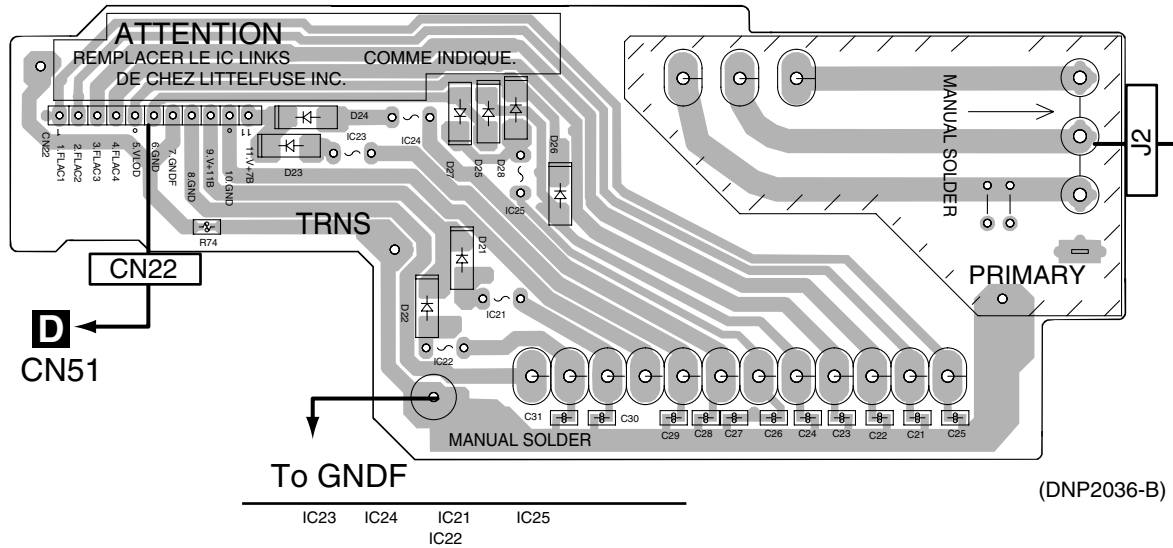 ATTENTION
REMPLACER LE IC LINKS COMME INDIQUE.
DE CHEZ LITTELFUSE INC.
CN22
1
11
1.FLAC1
2.FLAC2
3.FLAC3
4.FLAC4
5.VLOD
6.GND
7.GNDF
8.GND
9.V+11B
10.GND
11.V+7B
D24
IC23
D23
IC24
D27
D25
D28
IC25
D26
R74
TRNS
D21
D22
IC21
IC22
MANUAL SOLDER
J2
PRIMARY
CN22
D
CN51
C31
C30
C29
C28
C27
C26
C24
C23
C22
C21
C25
MANUAL SOLDER
To GNDF
(DNP2036-B)
IC23 IC24 IC21 IC25
IC22